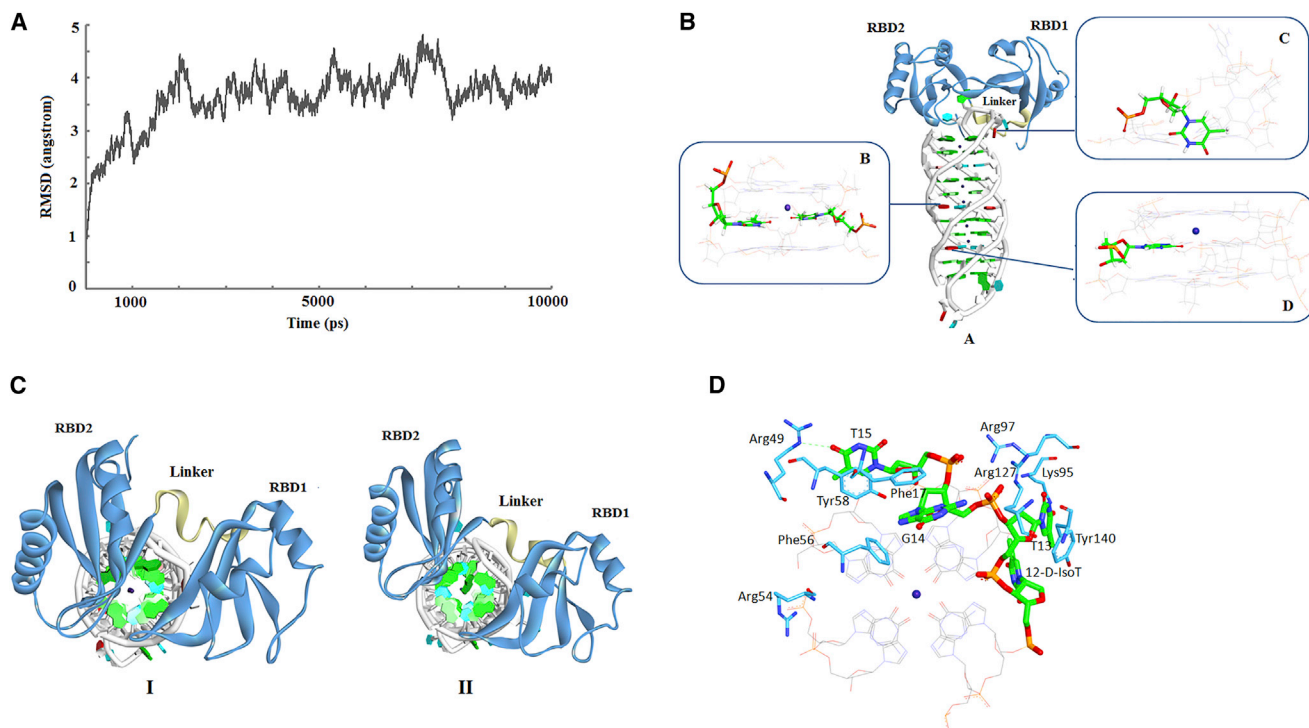 A
RMSD (angstrom)
5
4
3
2
1
0
1000
5000
10000
Time (ps)
B
RBD2
RBD1
Linker
B
C
D
A
C
RBD2
Linker
RBD1
I
RBD2
Linker
RBD1
II
D
Arg49
T15
Arg97
Arg127
Lys95
Tyr58
Phe17
G14
T13
Tyr140
Phe56
12-D-IsoT
Arg54